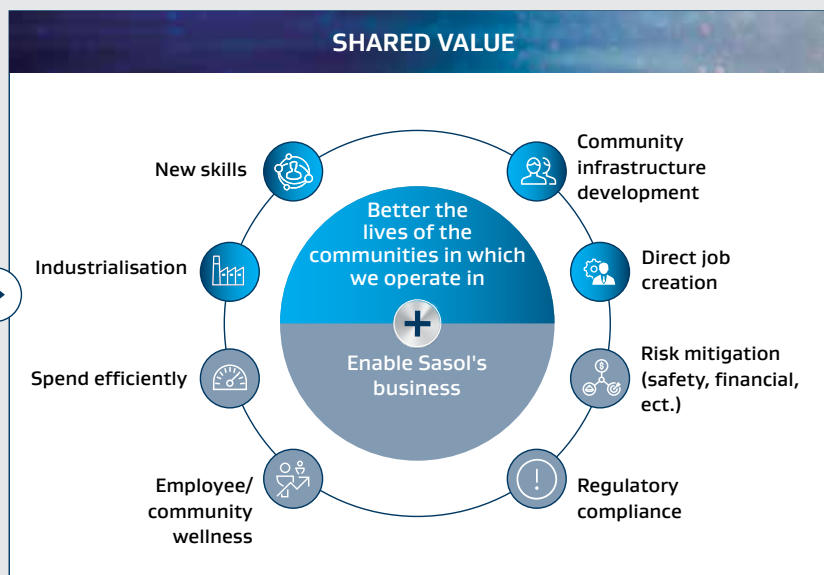 SHARED VALUE
New skills
Community
infrastructure
development
Better the
lives of the
communities in which
we operate in
Industrialisation
Direct job
creation
+
Enable Sasol's
business
Spend efficiently
Risk mitigation
(safety, financial,
ect.)
Employee/
community
wellness
Regulatory
compliance